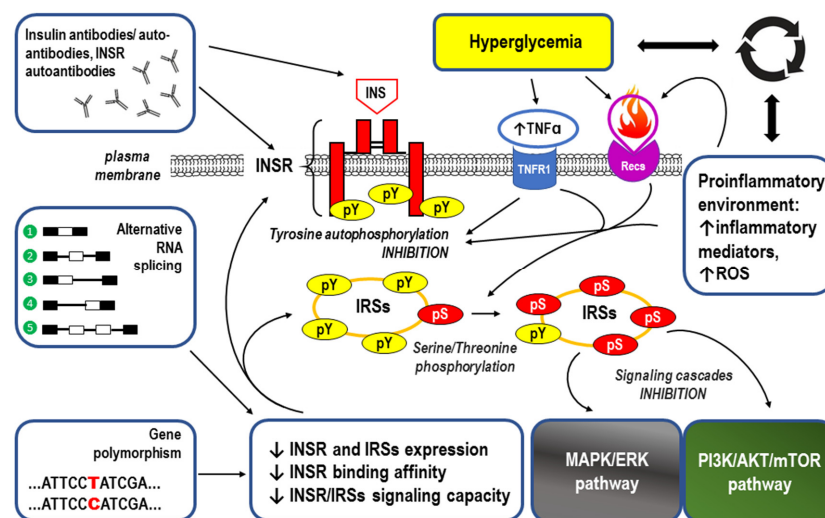 Insulin antibodies/ auto-
antibodies, INSR
autoantibodies
Hyperglycemia
INS
↑TNFα
TNFR1
Recs
plasma
membrane
INSR
pY
pY
pY
Tyrosine autophosphorylation
INHIBITION
Proinflammatory
environment:
↑inflammatory
mediators,
↑ROS
Alternative
RNA
splicing
1
2
3
4
5
pY
pY
pY
pY
pS
IRSs
Serine/Threonine
phosphorylation
pS
pS
pS
pS
pY
IRSs
Signaling cascades
INHIBITION
Gene
polymorphism
...ATTCCTATCGA...
...ATTCCCATCGA...
↓ INSR and IRSs expression
↓ INSR binding affinity
↓ INSR/IRSs signaling capacity
MAPK/ERK
pathway
PI3K/AKT/mTOR
pathway